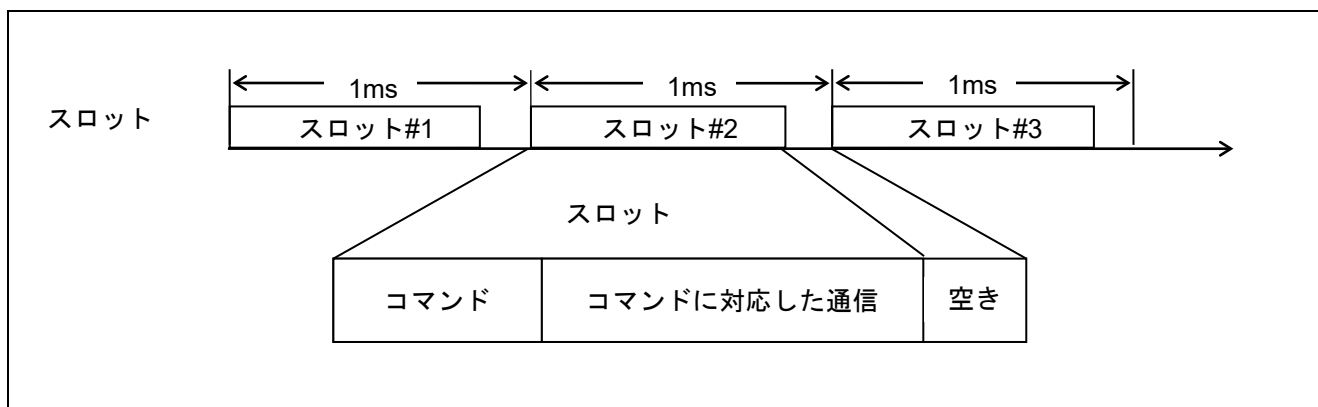 1ms 1ms 1ms
スロット スロット#1 スロット#2 スロット#3
スロット
コマンド コマンドに対応した通信 空き